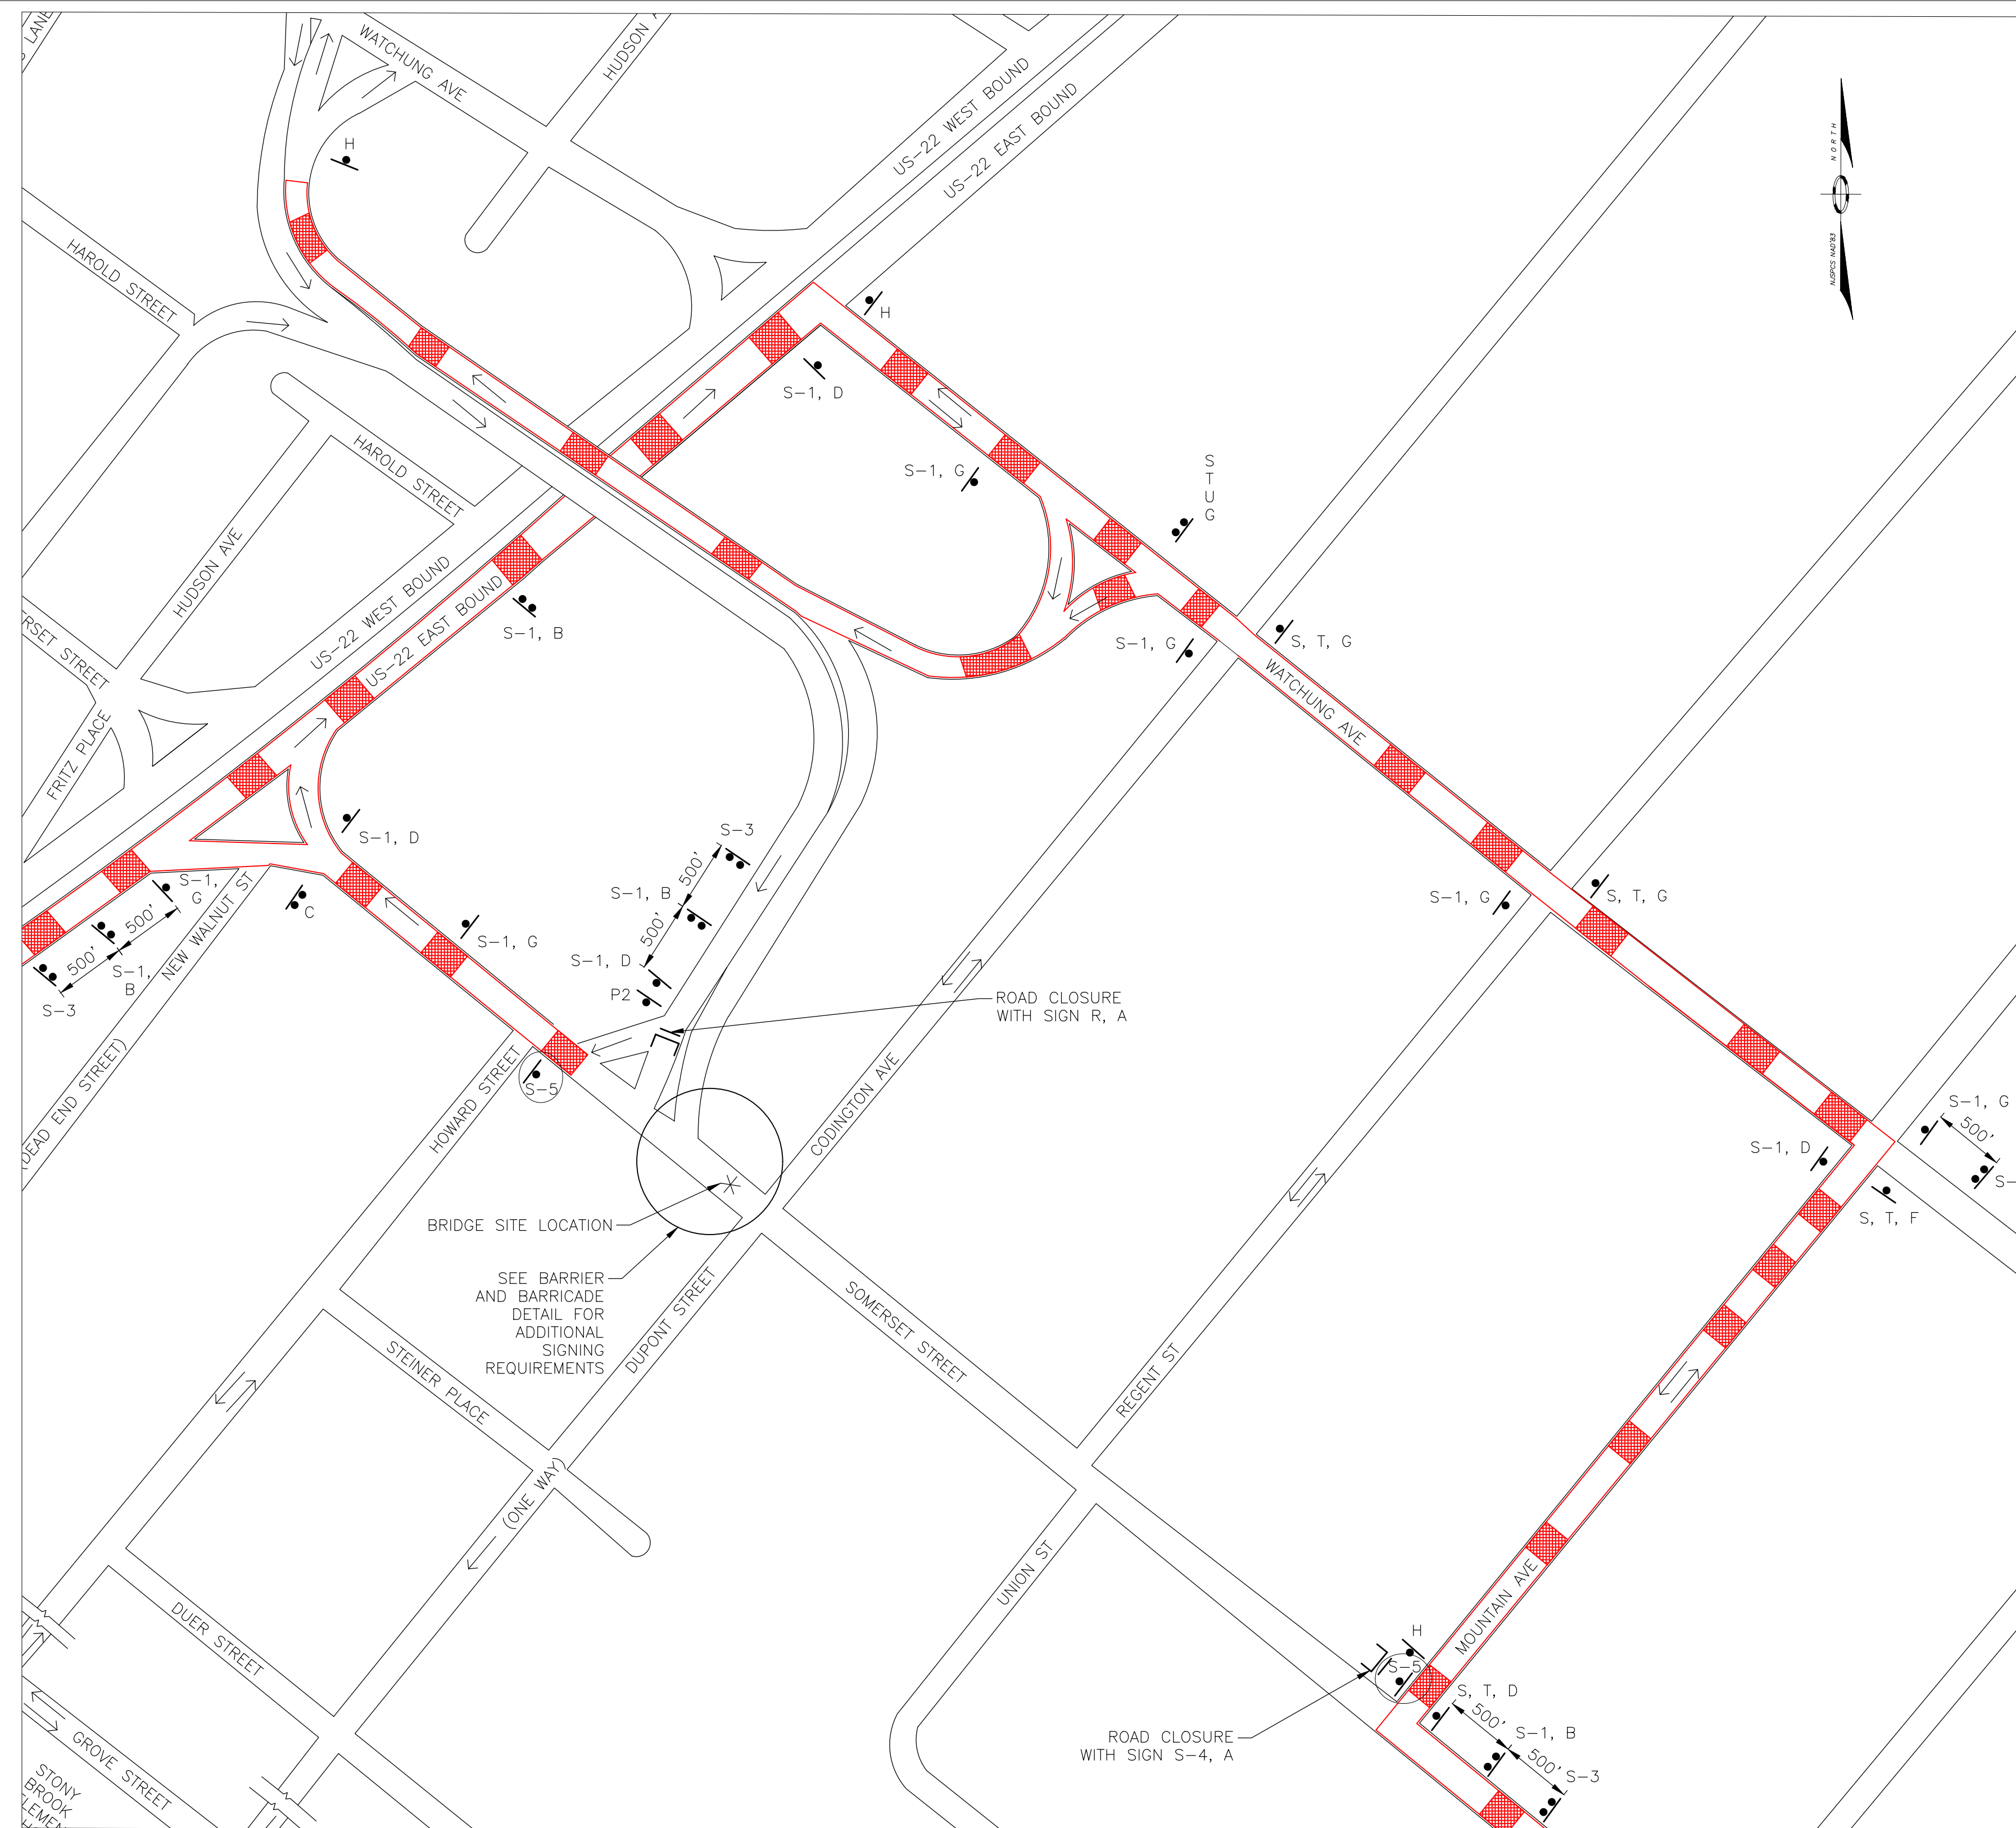 LANE
WATCHUNG AVE
HUDSON
US-22 WEST BOUND
US-22 EAST BOUND
NORTH
H
HAROLD STREET
H
S-1, D
HAROLD STREET
S-1, G
S
T
U
G
HUDSON AVE
US-22 WEST BOUND
US-22 EAST BOUND
S-1, B
S-1, G
S, T, G
WATCHUNG AVE
ERSET STREET
FRITZ PLACE
S-1, D
S-3
500'
S-1, B
500'
S-1, D
P2
S-1,
G
C
S-1, G
500'
500'
S-1,
B
S-3
NEW WALNUT ST
(DEAD END STREET)
S-1, G
S, T, G
ROAD CLOSURE
WITH SIGN R, A
HOWARD STREET
S-5
CODINGTON AVE
S-1, G
500'
S-
S-1, D
S, T, F
BRIDGE SITE LOCATION
SEE BARRIER
AND BARRICADE
DETAIL FOR
ADDITIONAL
SIGNING
REQUIREMENTS
DUPONT STREET
SOMERSET STREET
STEINER PLACE
REGENT ST
(ONE WAY)
UNION ST
MOUNTAIN AVE
DUER STREET
H
S-5
S, T, D
500'
S-1, B
500'
S-3
ROAD CLOSURE
WITH SIGN S-4, A
GROVE STREET
STONY
BROOK
LEMEN